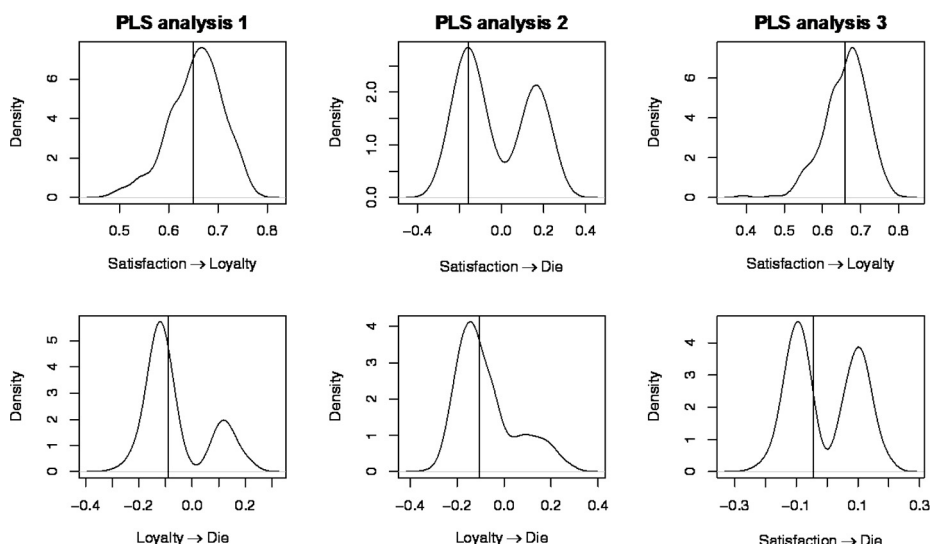 PLS analysis 1
PLS analysis 2
PLS analysis 3
Density
0 2 4 6
0.5 0.6 0.7 0.8
Satisfaction → Loyalty
Density
0.0 1.0 2.0
−0.4 −0.2 0.0 0.2 0.4
Satisfaction → Die
Density
0 2 4 6
0.4 0.5 0.6 0.7 0.8
Satisfaction → Loyalty
Density
0 1 2 3 4 5
−0.4 −0.2 0.0 0.2
Loyalty → Die
Density
0 1 2 3 4
−0.4 −0.2 0.0 0.2 0.4
Loyalty → Die
Density
0 1 2 3 4
−0.3 −0.1 0.1 0.3
Satisfaction → Die